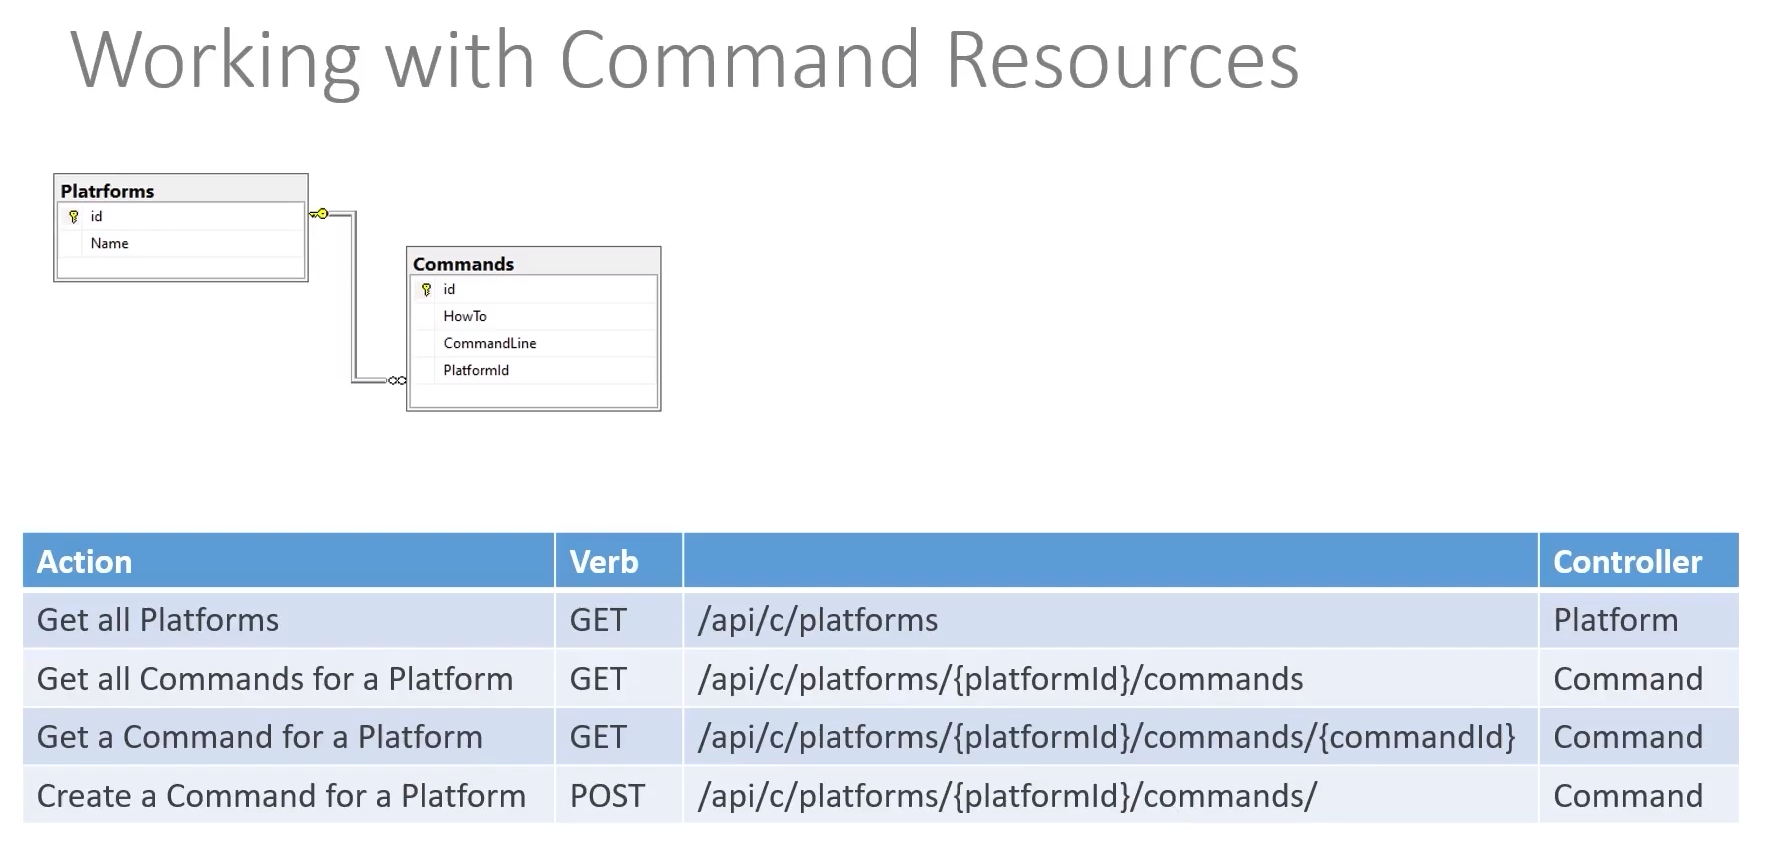 Working with Command Resources
Platrforms
id
Name
Commands
id
HowTo
CommandLine
PlatformId
Action Verb Controller
Get all Platforms GET /api/c/platforms Platform
Get all Commands for a Platform GET /api/c/platforms/{platformId}/commands Command
Get a Command for a Platform GET /api/c/platforms/{platformId}/commands/{commandId} Command
Create a Command for a Platform POST /api/c/platforms/{platformId}/commands/ Command